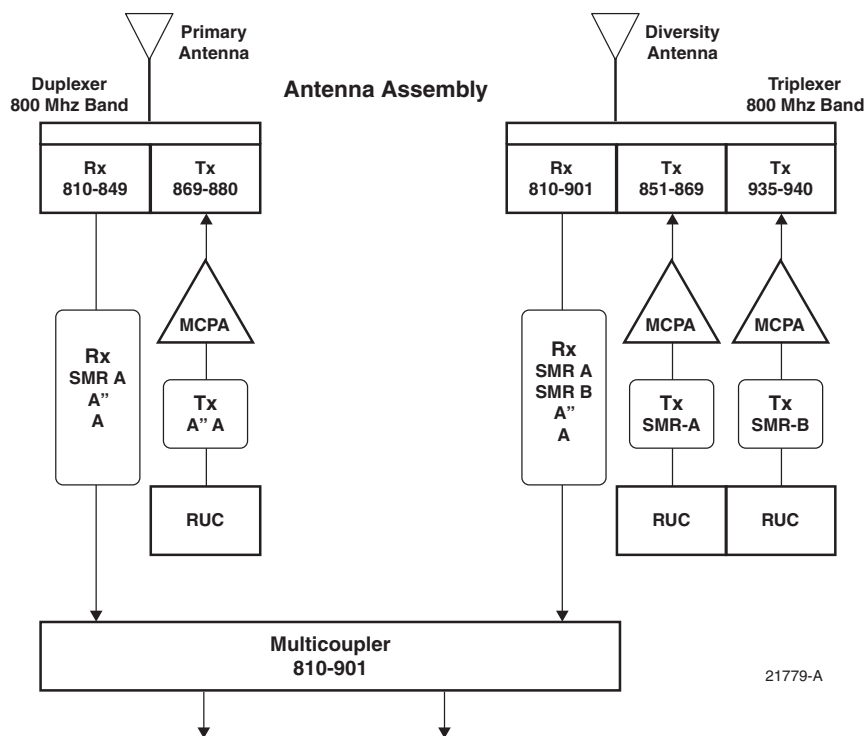 Primary
Antenna
Diversity
Antenna
Duplexer
800 Mhz Band
Antenna Assembly
Triplexer
800 Mhz Band
Rx
810-849
Tx
869-880
Rx
810-901
Tx
851-869
Tx
935-940
MCPA
MCPA
MCPA
Rx
SMR A
A”
A
Tx
A” A
Rx
SMR A
SMR B
A”
A
Tx
SMR-A
Tx
SMR-B
RUC
RUC
RUC
Multicoupler
810-901
21779-A